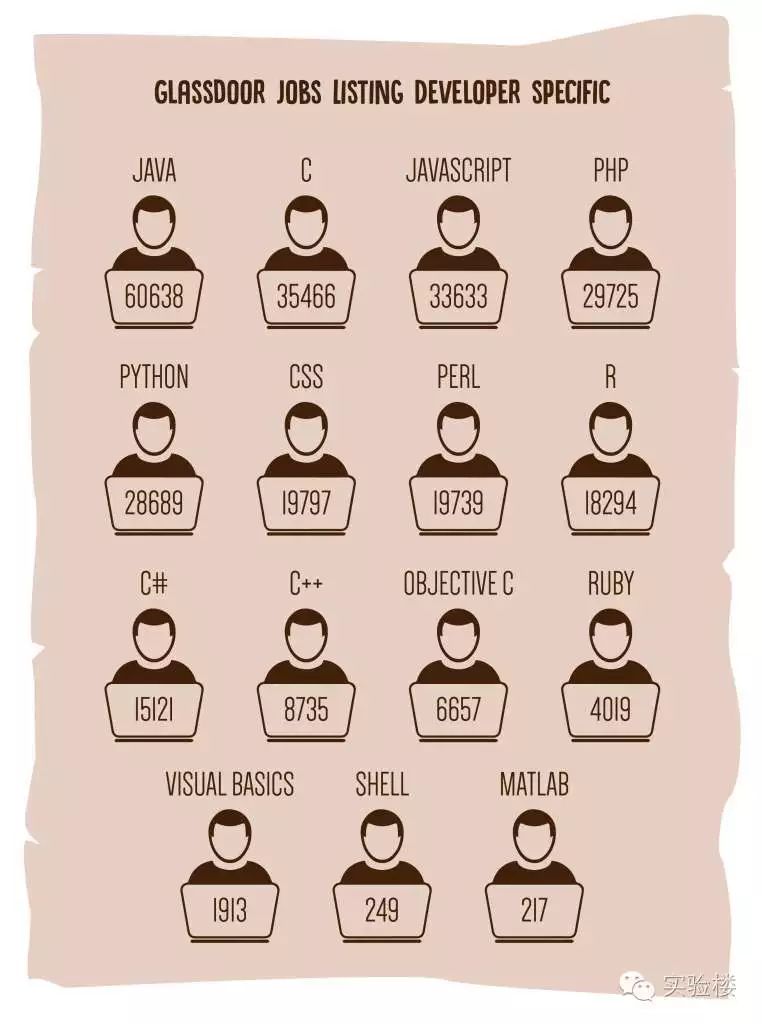 GLASSDOOR JOBS LISTING DEVELOPER SPECIFIC
JAVA C JAVASCRIPT PHP
60638 35466 33633 29725
PYTHON CSS PERL R
28689 19797 19739 18294
C# C++ OBJECTIVE C RUBY
15121 8735 6657 4019
VISUAL BASICS SHELL MATLAB
1913 249 217
实验楼